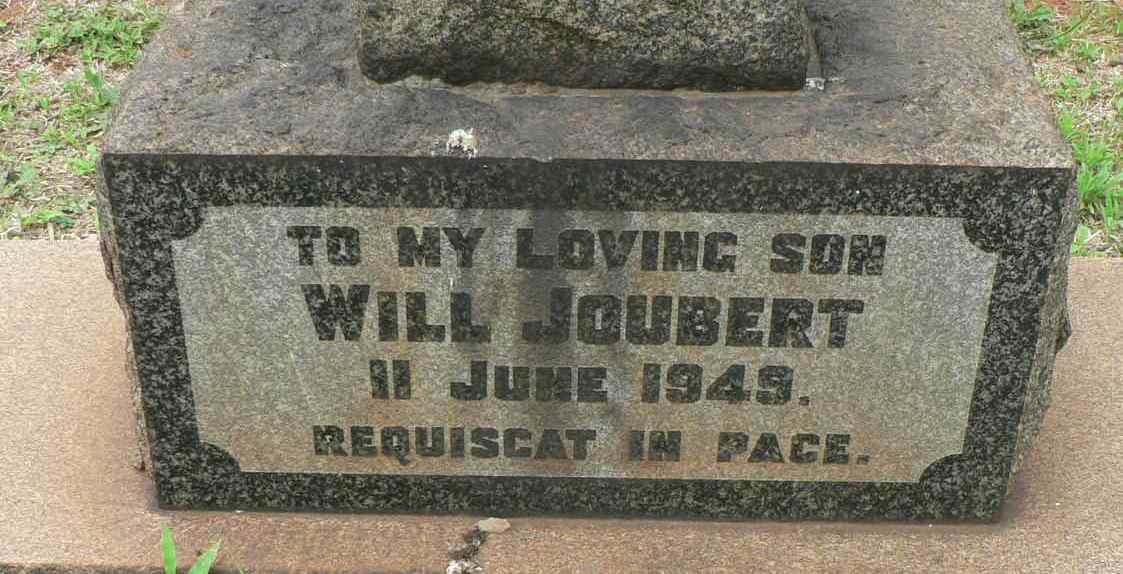 TO MY LOVING SON
WILL JOUBERT
11 JUNE 1949.
REQUISCAT IN PACE.